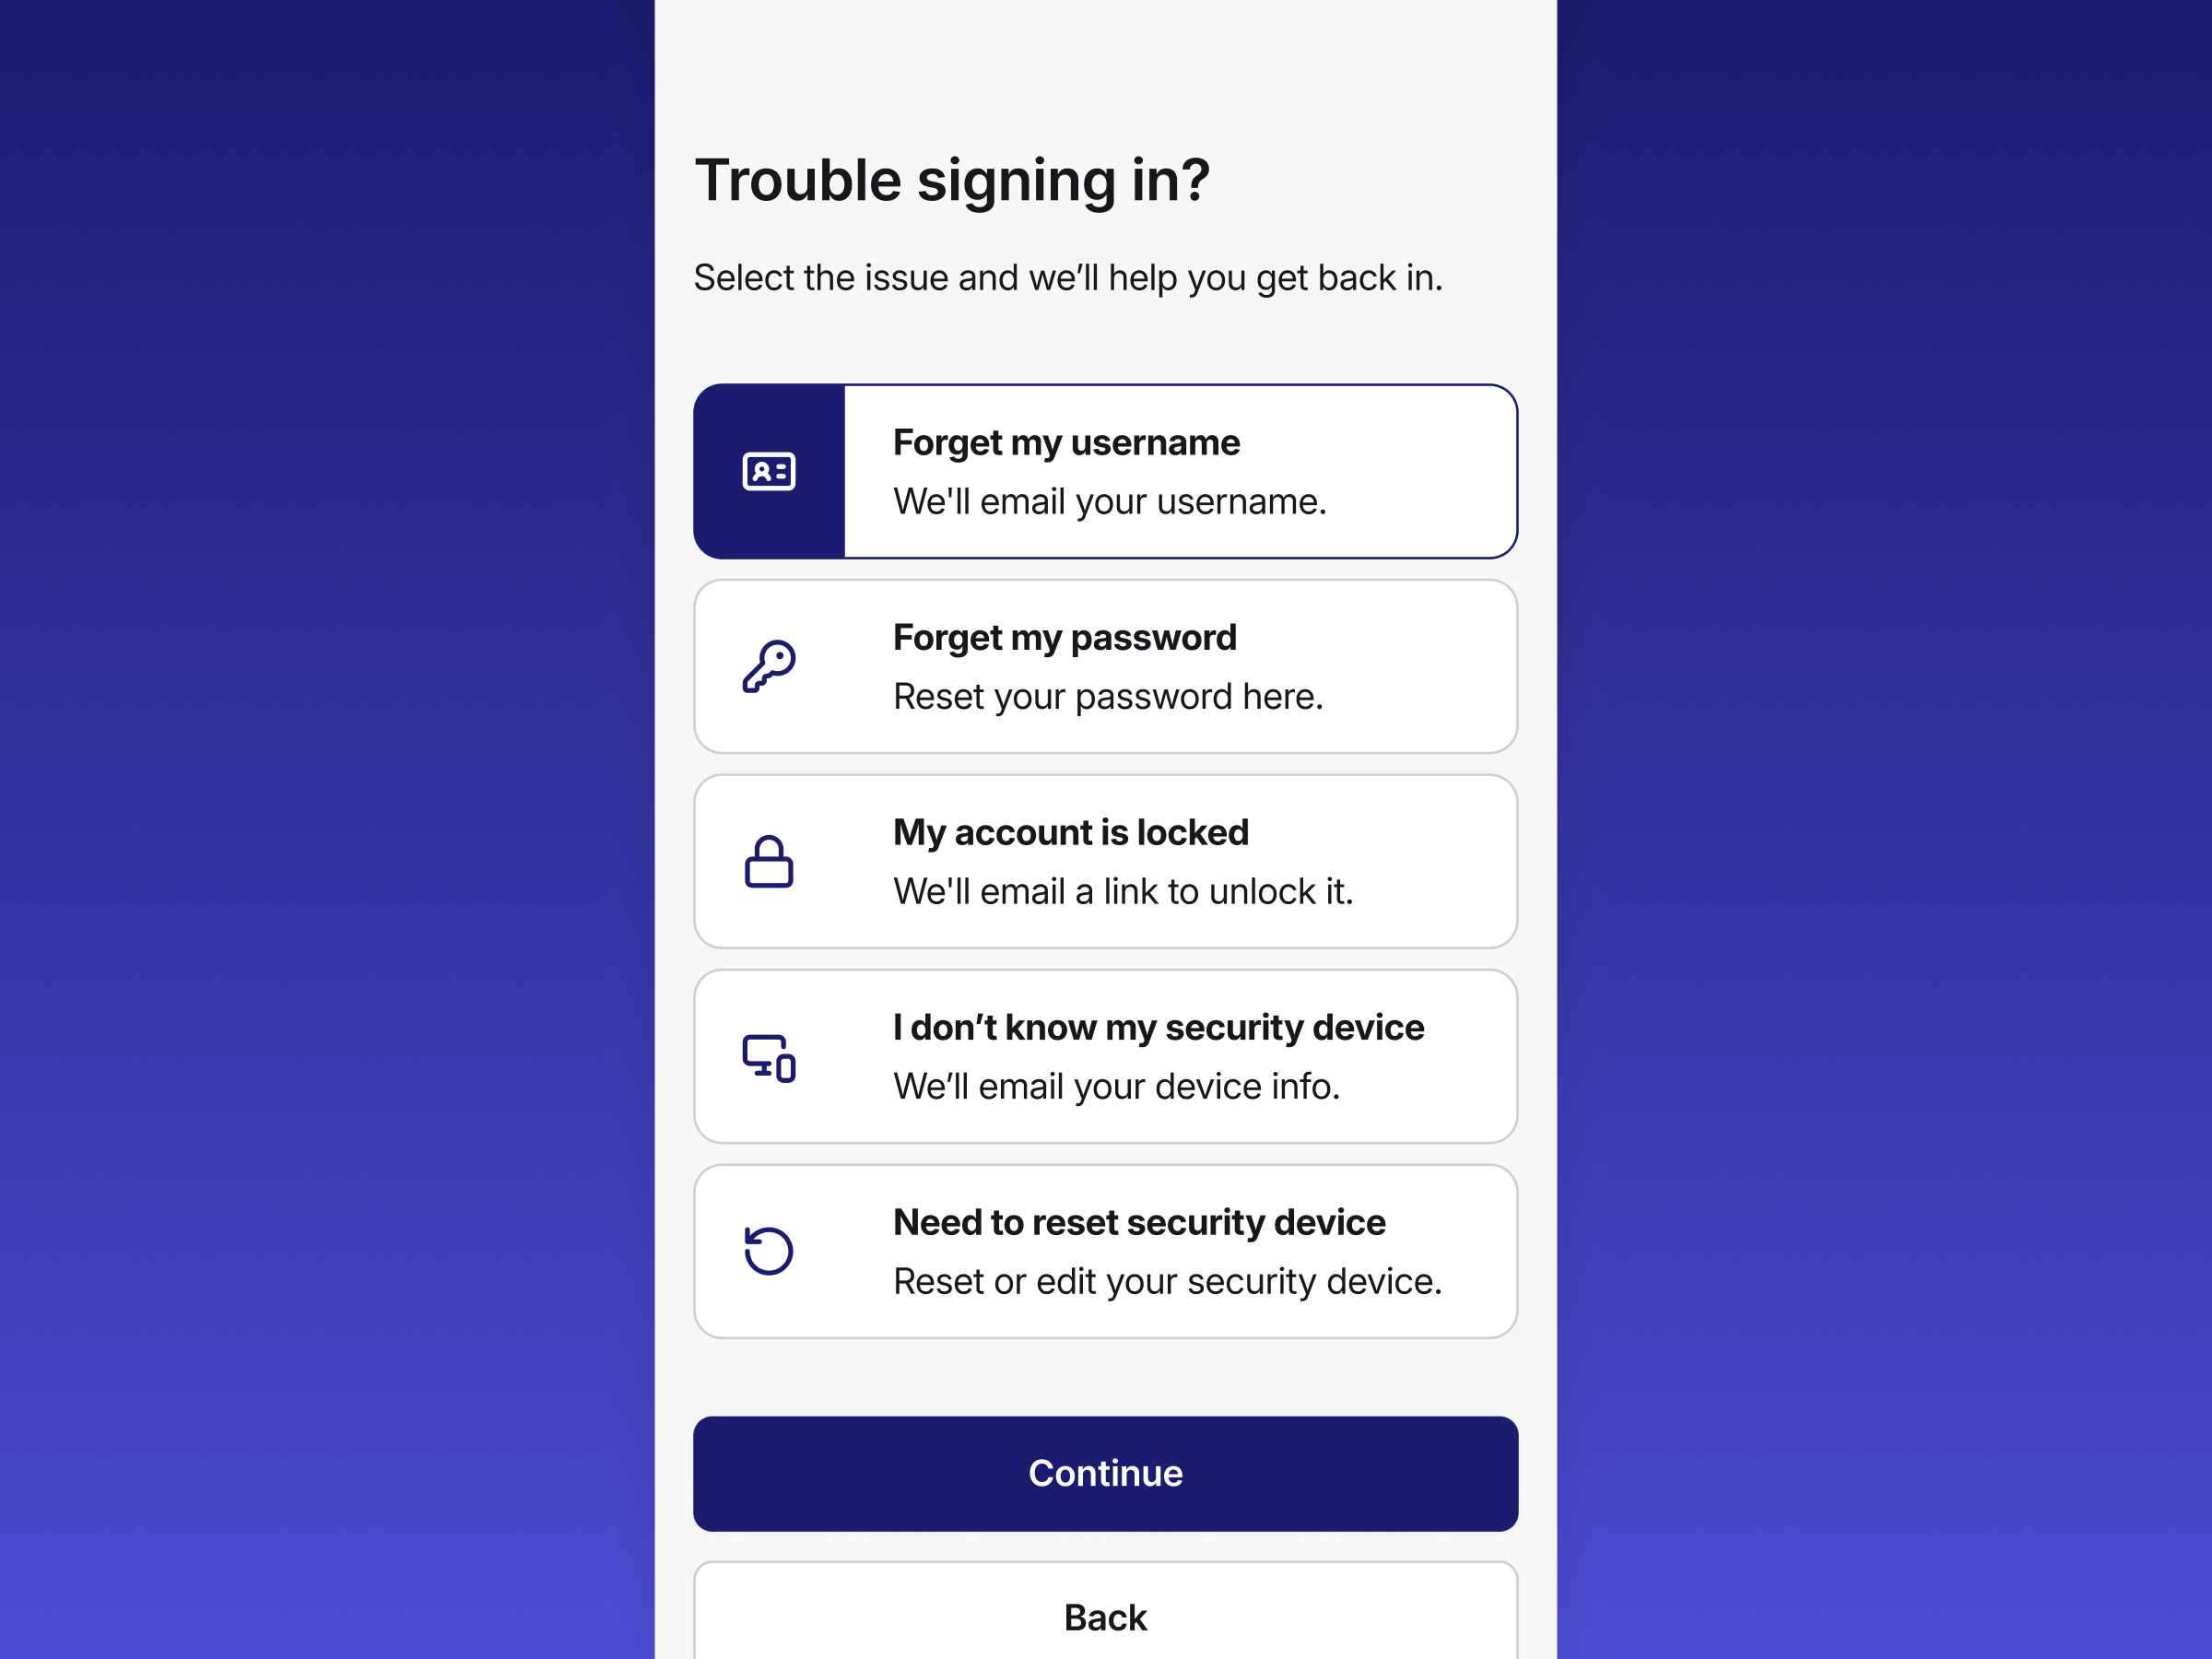 Trouble signing in?
Select the issue and we’ll help you get back in.
Forget my username
We'll email your username.
Forget my password
Reset your password here.
My account is locked
We'll email a link to unlock it.
I don’t know my security device
We’ll email your device info.
Need to reset security device
Reset or edit your security device.
Continue
Back